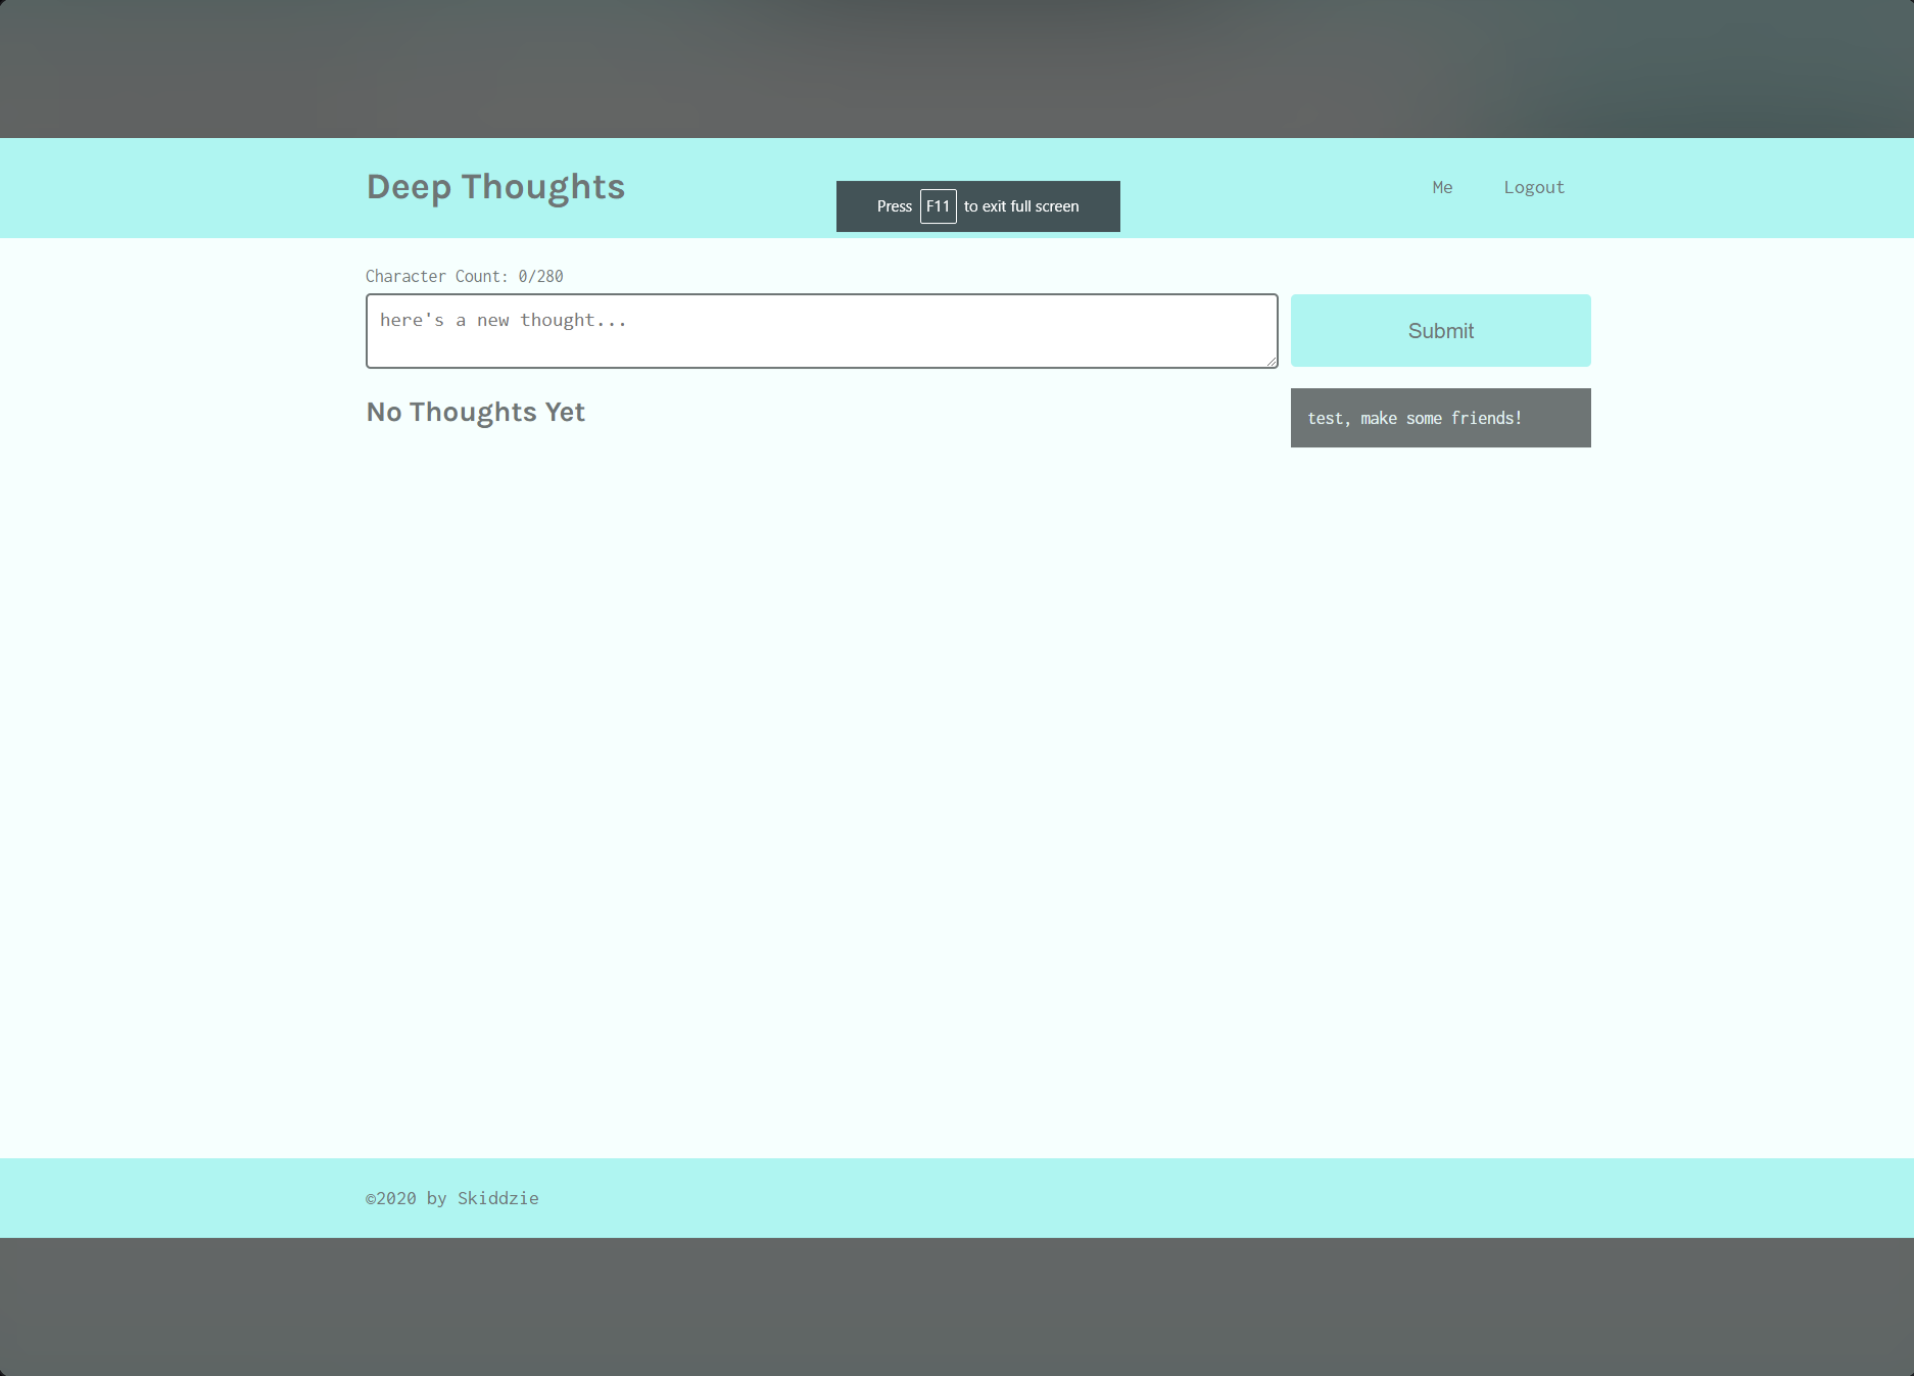 Deep Thoughts
Press F11 to exit full screen
Me Logout
Character Count: 0/280
here's a new thought...
Submit
No Thoughts Yet
test, make some friends!
©2020 by Skiddzie